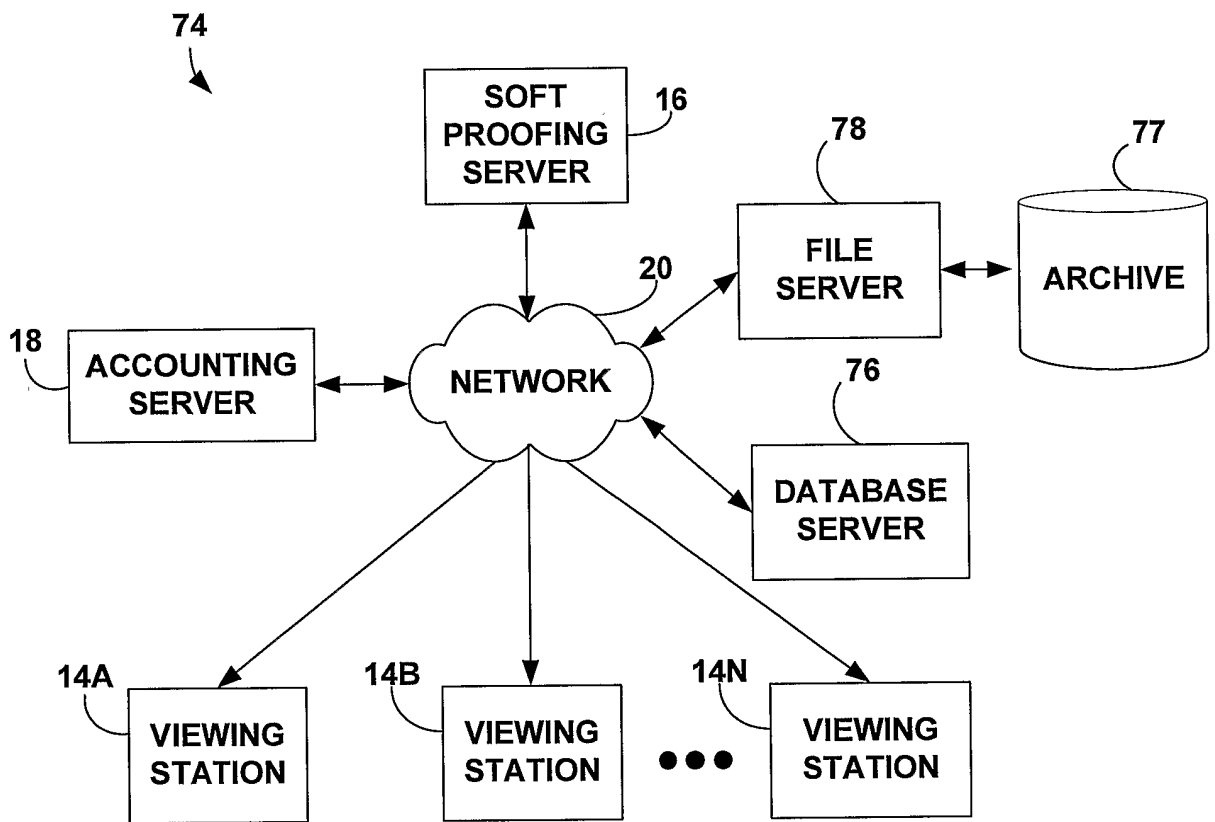 74
SOFT
PROOFING
SERVER
16
78
77
FILE
SERVER
ARCHIVE
20
18
ACCOUNTING
SERVER
NETWORK
76
DATABASE
SERVER
14A
VIEWING
STATION
14B
VIEWING
STATION
14N
VIEWING
STATION